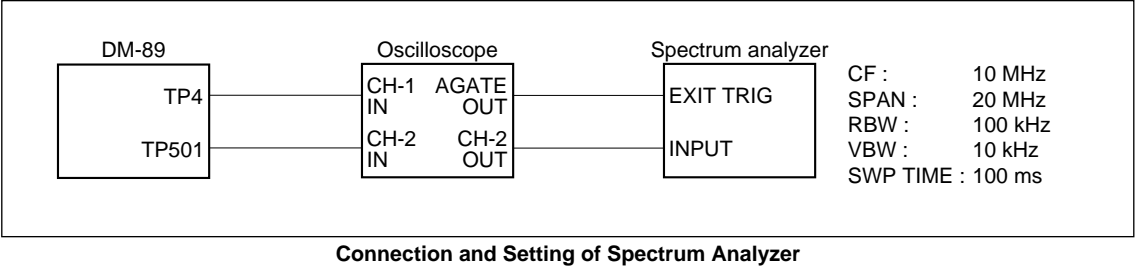 DM-89
TP4
TP501
Oscilloscope
CH-1 AGATE
IN OUT
CH-2 CH-2
IN OUT
Spectrum analyzer
EXIT TRIG
INPUT
CF : 10 MHz
SPAN : 20 MHz
RBW : 100 kHz
VBW : 10 kHz
SWP TIME : 100 ms
Connection and Setting of Spectrum Analyzer